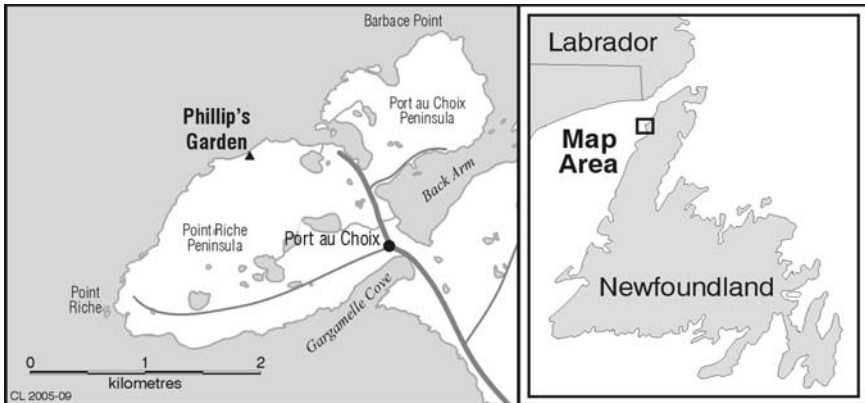 Barbace Point
Port au Choix
Peninsula
Phillip's
Garden
Back Arm
Point Riche
Peninsula
Port au Choix
Point
Riche
Gargamelle Cove
0 1 2
kilometres
CL 2005-09
Labrador
Map
Area
Newfoundland